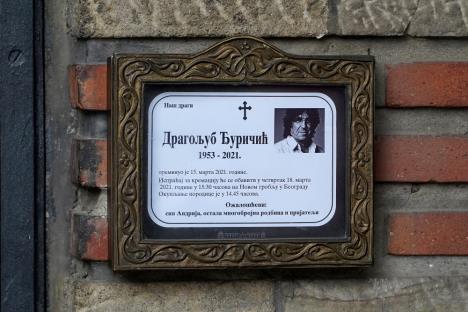 Наш драги
Драгољуб Ђуричић
1953 - 2021.
преминуо је 15. марта 2021. године.
Испраћај за кремацију ће се обавити у четвртак 18. марта
2021. године у 15:30 часова на Новом гробљу у Београду
Окупљање породице је у 14.45 часова.
Ожалошћени:
син Андрија, остала многобројна родбина и пријатељи